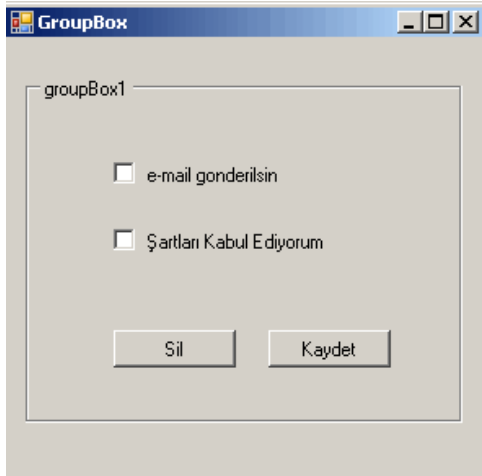 GroupBox
groupBox1
e-mail gonderilsin
Şartları Kabul Ediyorum
Sil Kaydet